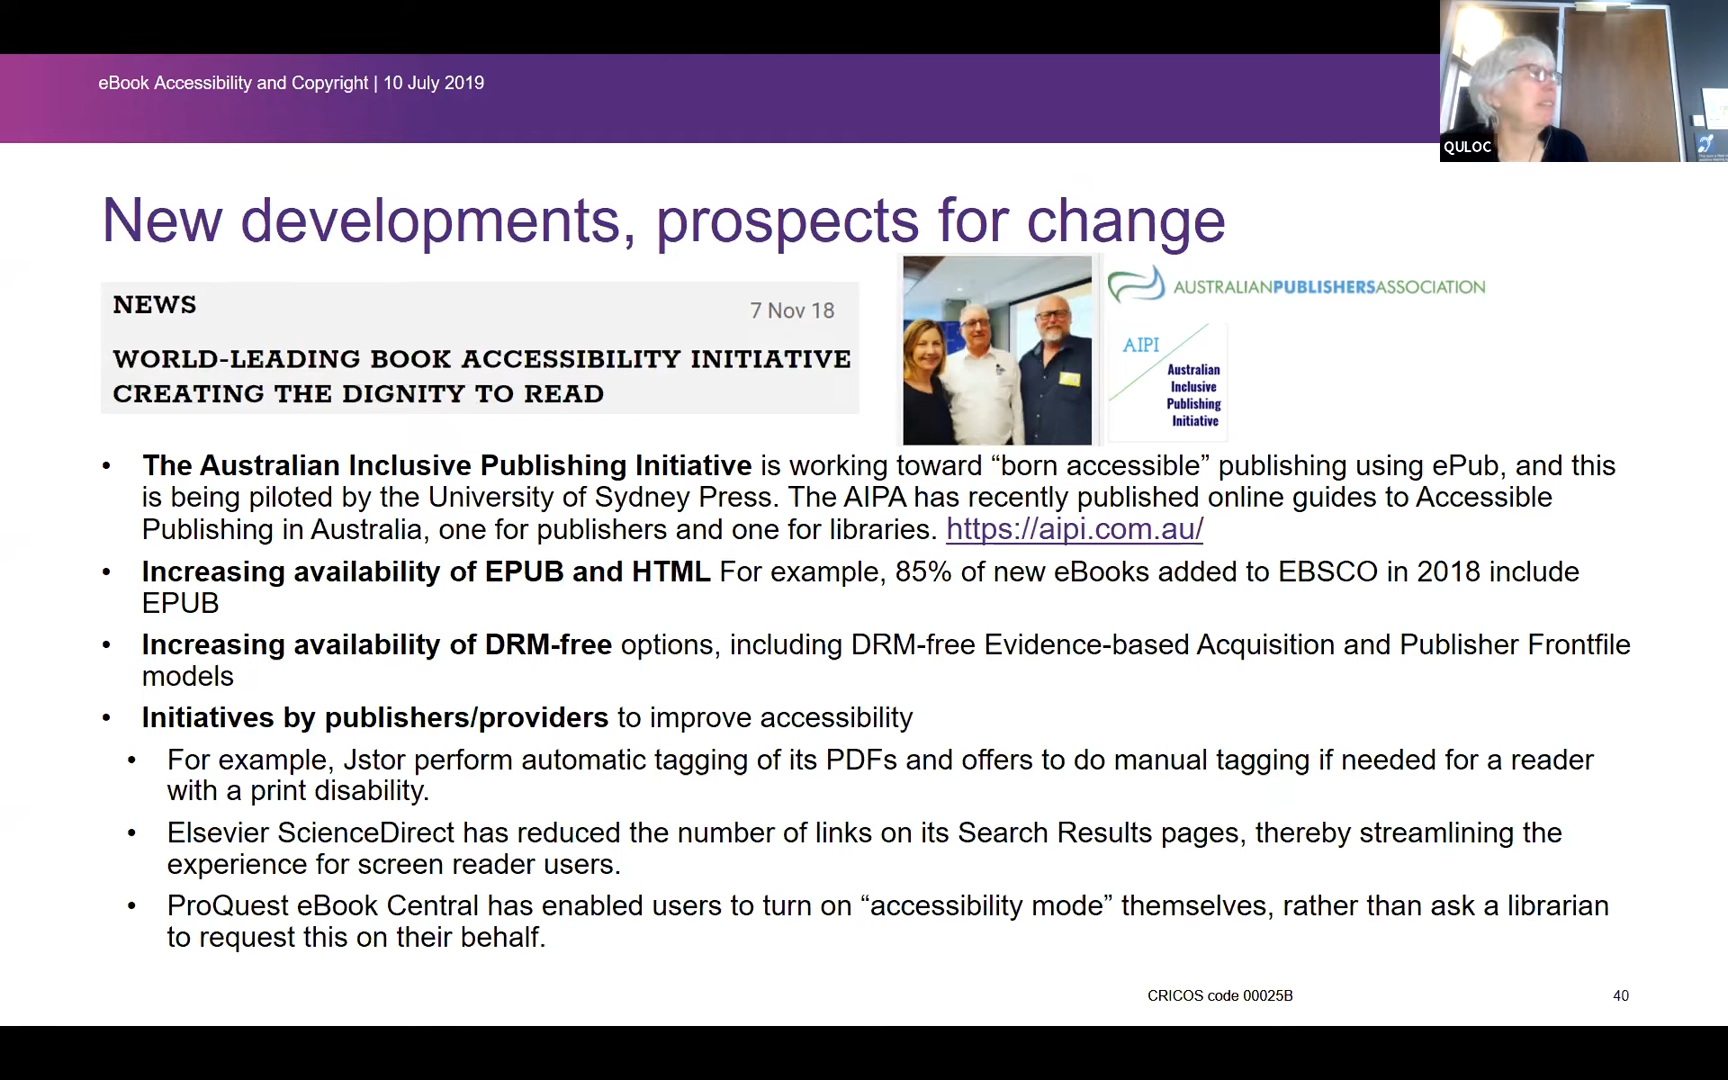 eBook Accessibility and Copyright | 10 July 2019
QULOC
New developments, prospects for change
NEWS
7 Nov 18
WORLD-LEADING BOOK ACCESSIBILITY INITIATIVE
CREATING THE DIGNITY TO READ
AUSTRALIANPUBLISHERSASSOCIATION
AIPI
Australian
Inclusive
Publishing
Initiative
• The Australian Inclusive Publishing Initiative is working toward “born accessible” publishing using ePub, and this
is being piloted by the University of Sydney Press. The AIPA has recently published online guides to Accessible
Publishing in Australia, one for publishers and one for libraries. https://aipi.com.au/
• Increasing availability of EPUB and HTML For example, 85% of new eBooks added to EBSCO in 2018 include
EPUB
• Increasing availability of DRM-free options, including DRM-free Evidence-based Acquisition and Publisher Frontfile
models
• Initiatives by publishers/providers to improve accessibility
• For example, Jstor perform automatic tagging of its PDFs and offers to do manual tagging if needed for a reader
with a print disability.
• Elsevier ScienceDirect has reduced the number of links on its Search Results pages, thereby streamlining the
experience for screen reader users.
• ProQuest eBook Central has enabled users to turn on “accessibility mode” themselves, rather than ask a librarian
to request this on their behalf.
CRICOS code 00025B
40